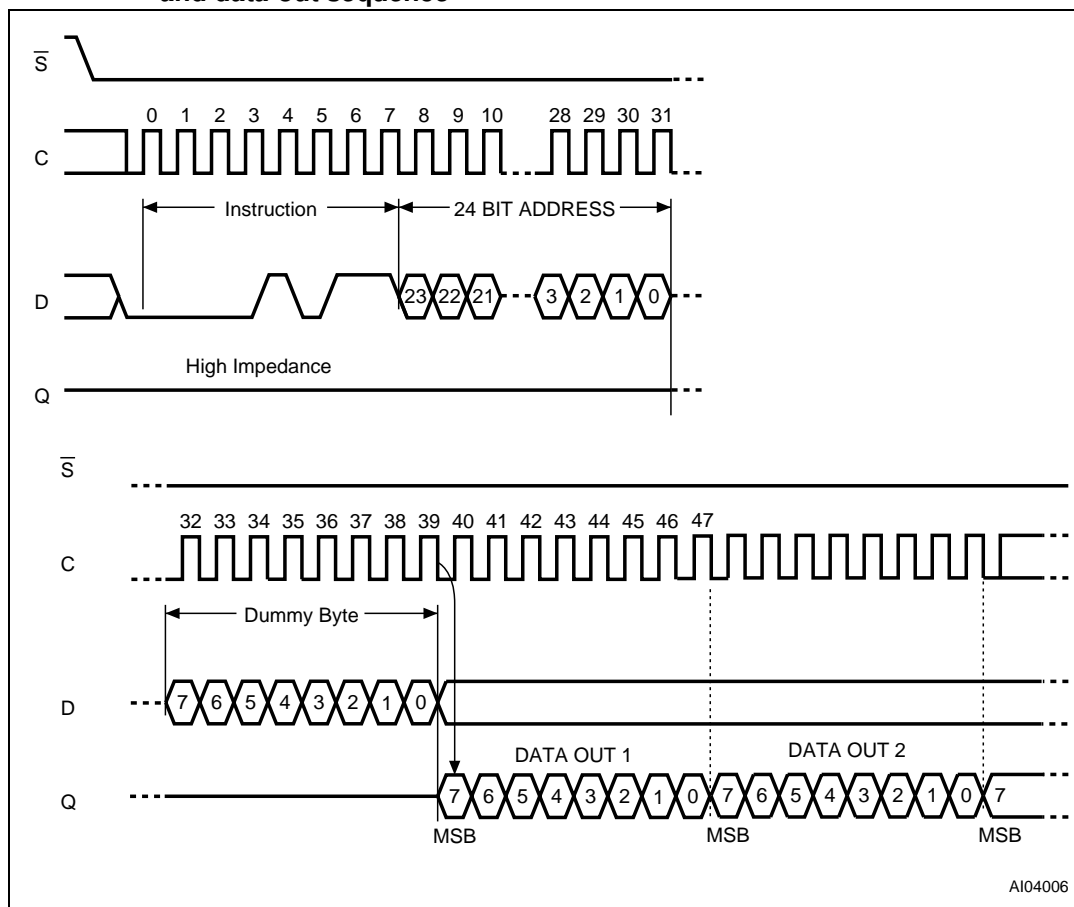 and data-out sequence
S
0 1 2 3 4 5 6 7 8 9 10 28 29 30 31
C
Instruction 24 BIT ADDRESS
D 23 22 21 3 2 1 0
High Impedance
Q
S
32 33 34 35 36 37 38 39 40 41 42 43 44 45 46 47
C
Dummy Byte
D 7 6 5 4 3 2 1 0
DATA OUT 1 DATA OUT 2
Q 7 6 5 4 3 2 1 0 7 6 5 4 3 2 1 0 7
MSB MSB MSB
AI04006